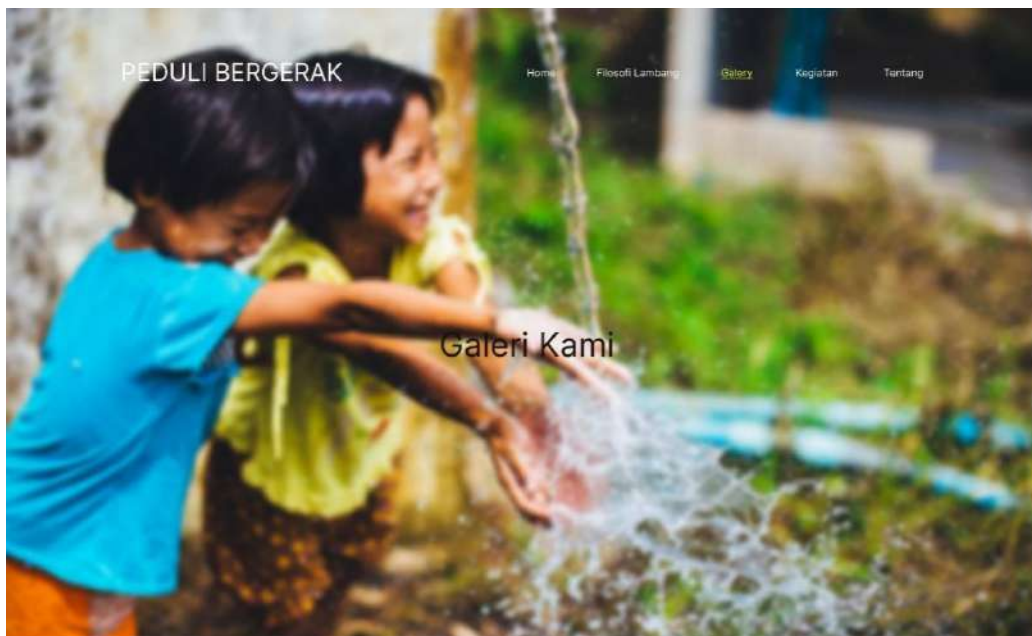 PEDULI BERGERAK
Home Filosofi Lambang Galery Kegiatan Tentang
Galeri Kami